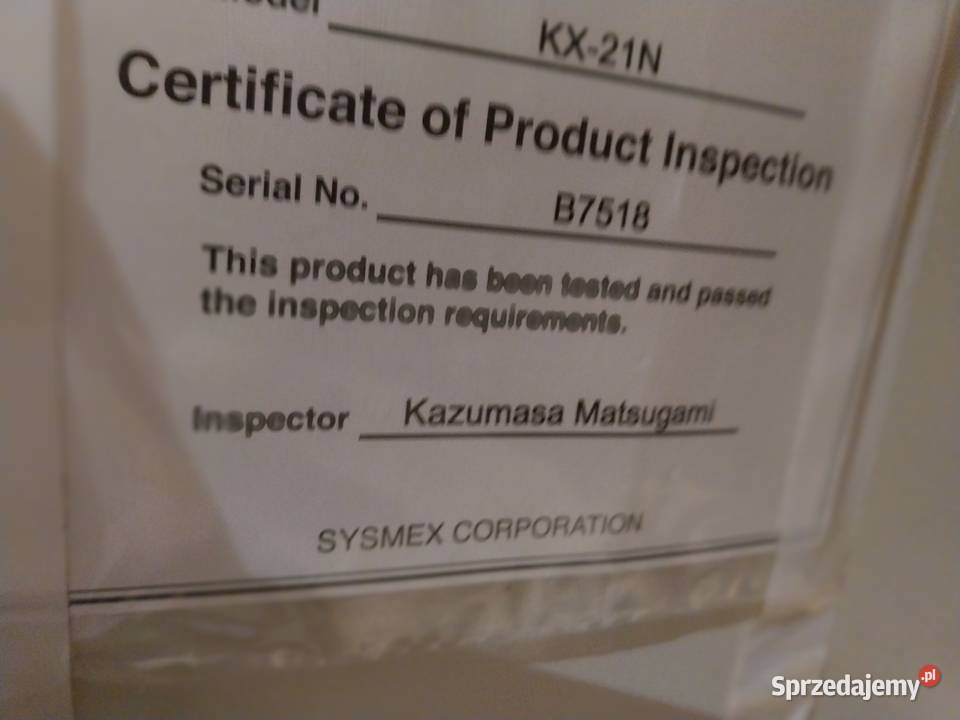 Model KX-21N
Certificate of Product Inspection
Serial No. B7518
This product has been tested and passed
the inspection requirements.
Inspector Kazumasa Matsugami
SYSMEX CORPORATION
Sprzedajemy.pl